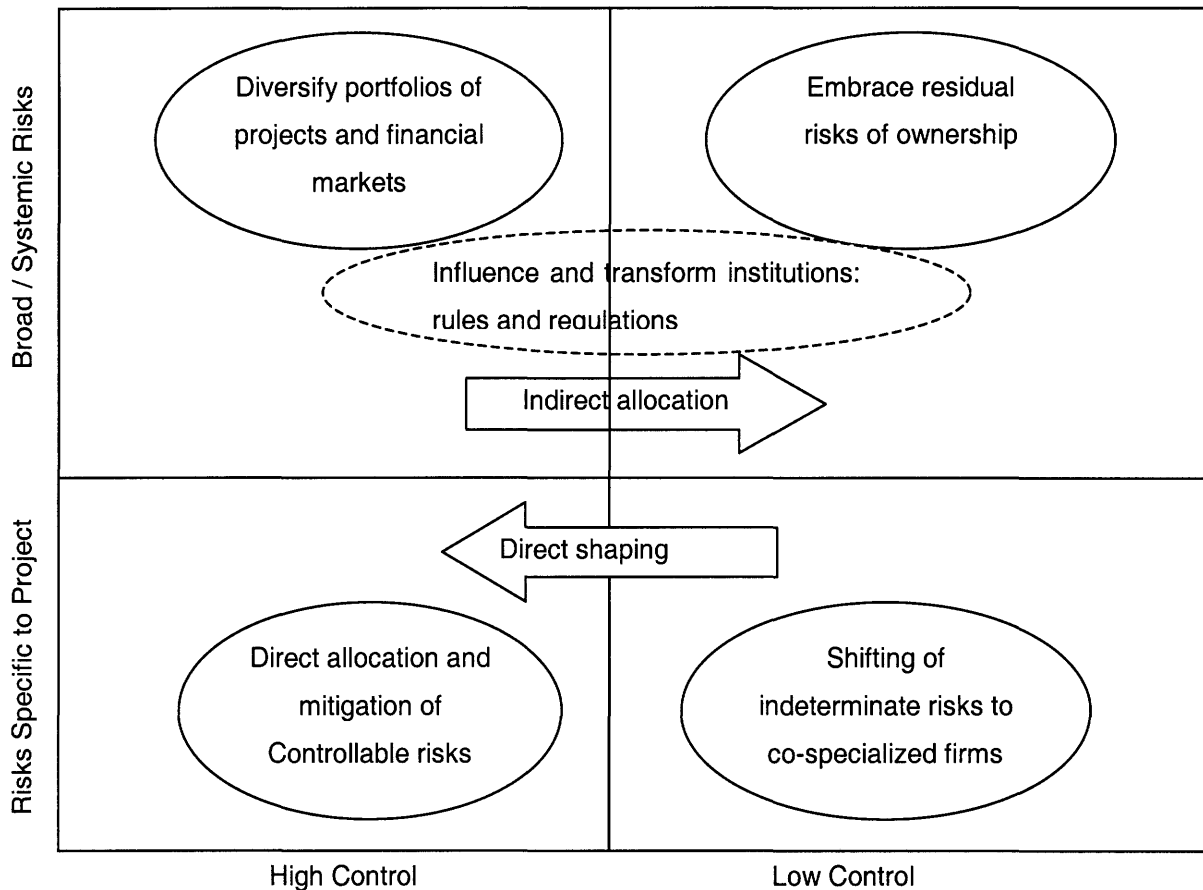 Broad / Systemic Risks
Diversify portfolios of
projects and financial
markets
Embrace residual
risks of ownership
Influence and transform institutions:
rules and regulations
Indirect allocation
Risks Specific to Project
Direct shaping
Direct allocation and
mitigation of
Controllable risks
Shifting of
indeterminate risks to
co-specialized firms
High Control
Low Control